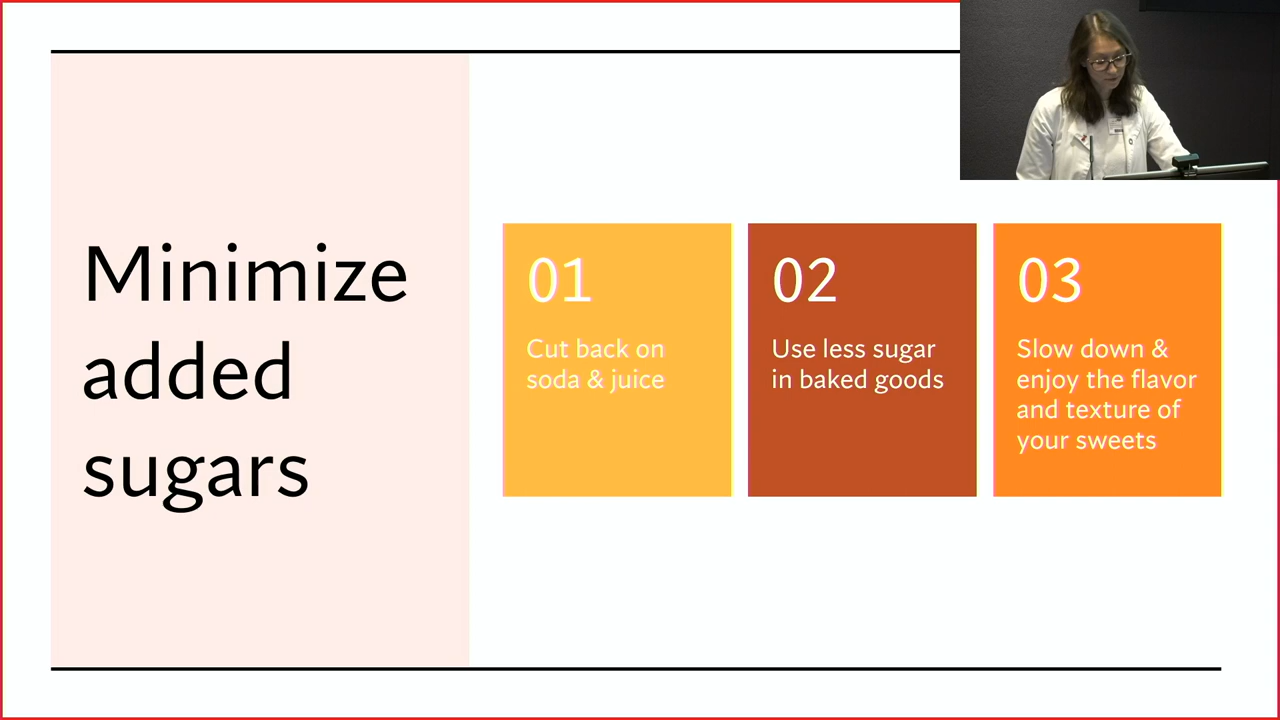 Minimize
added
sugars
01
Cut back on
soda & juice
02
Use less sugar
in baked goods
03
Slow down &
enjoy the flavor
and texture of
your sweets